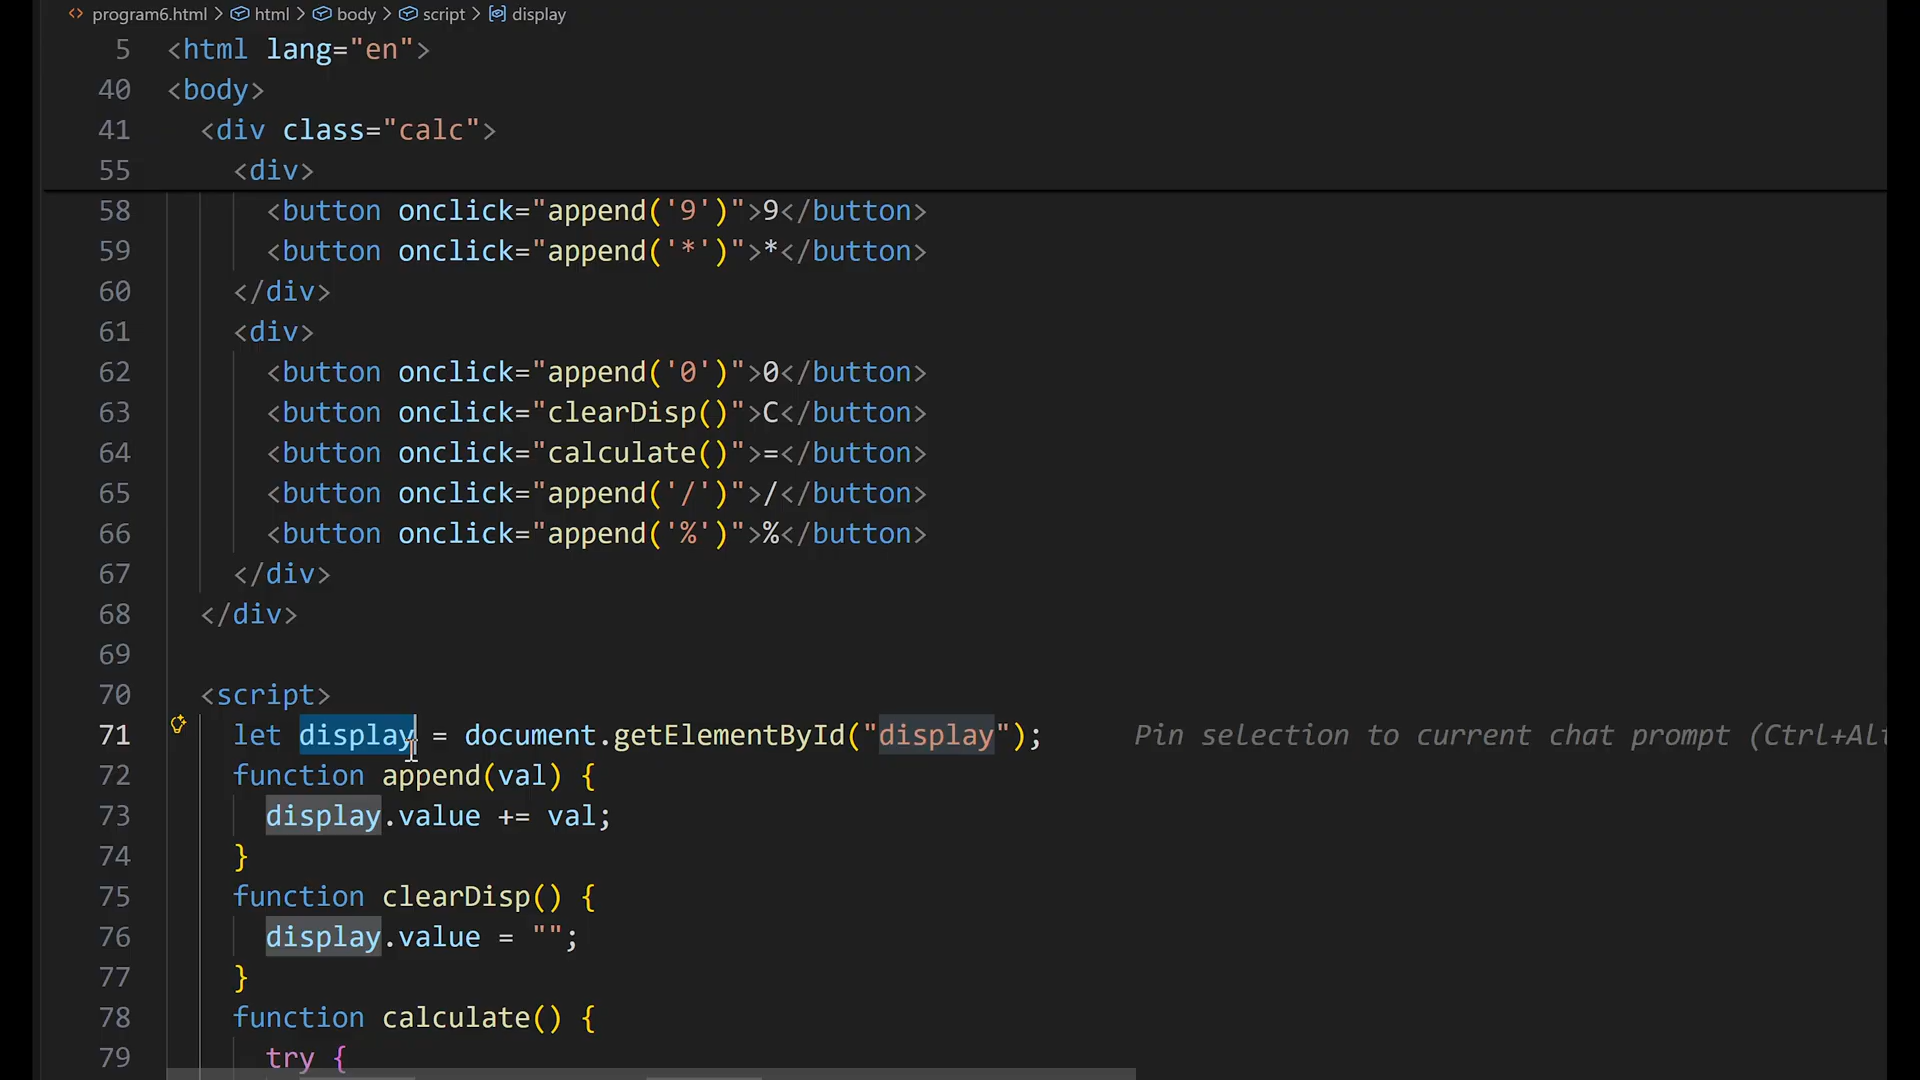 program6.html > html > body > script > display
5 <html lang="en">
40 <body>
41 <div class="calc">
55 <div>
58 <button onclick="append('9')">9</button>
59 <button onclick="append('*')">*</button>
60 </div>
61 <div>
62 <button onclick="append('0')">0</button>
63 <button onclick="clearDisp()">C</button>
64 <button onclick="calculate()">=</button>
65 <button onclick="append('/')">/</button>
66 <button onclick="append('%')">%</button>
67 </div>
68 </div>
69
70 <script>
71 let display = document.getElementById("display"); Pin selection to current chat prompt (Ctrl+Alt
72 function append(val) {
73 display.value += val;
74 }
75 function clearDisp() {
76 display.value = "";
77 }
78 function calculate() {
79 try {